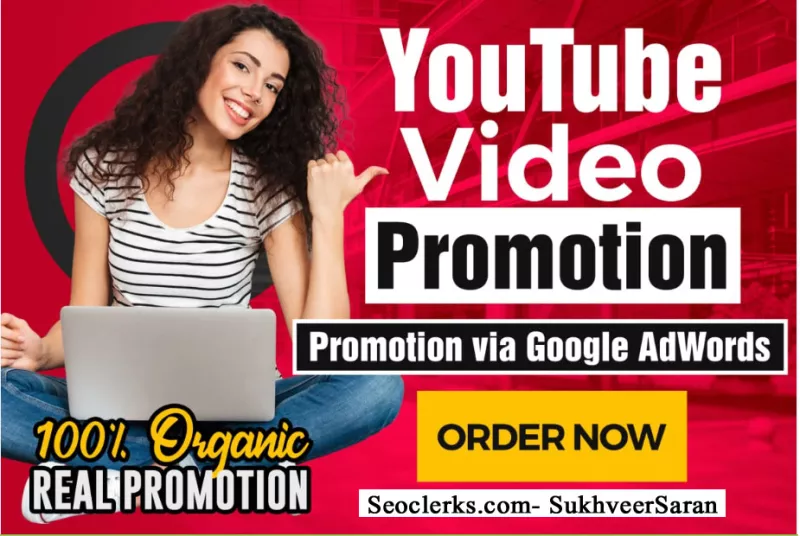 YouTube
Video
Promotion
Promotion via Google AdWords
ORDER NOW
100% Organic
REAL PROMOTION
Seoclerks.com- SukhveerSaran